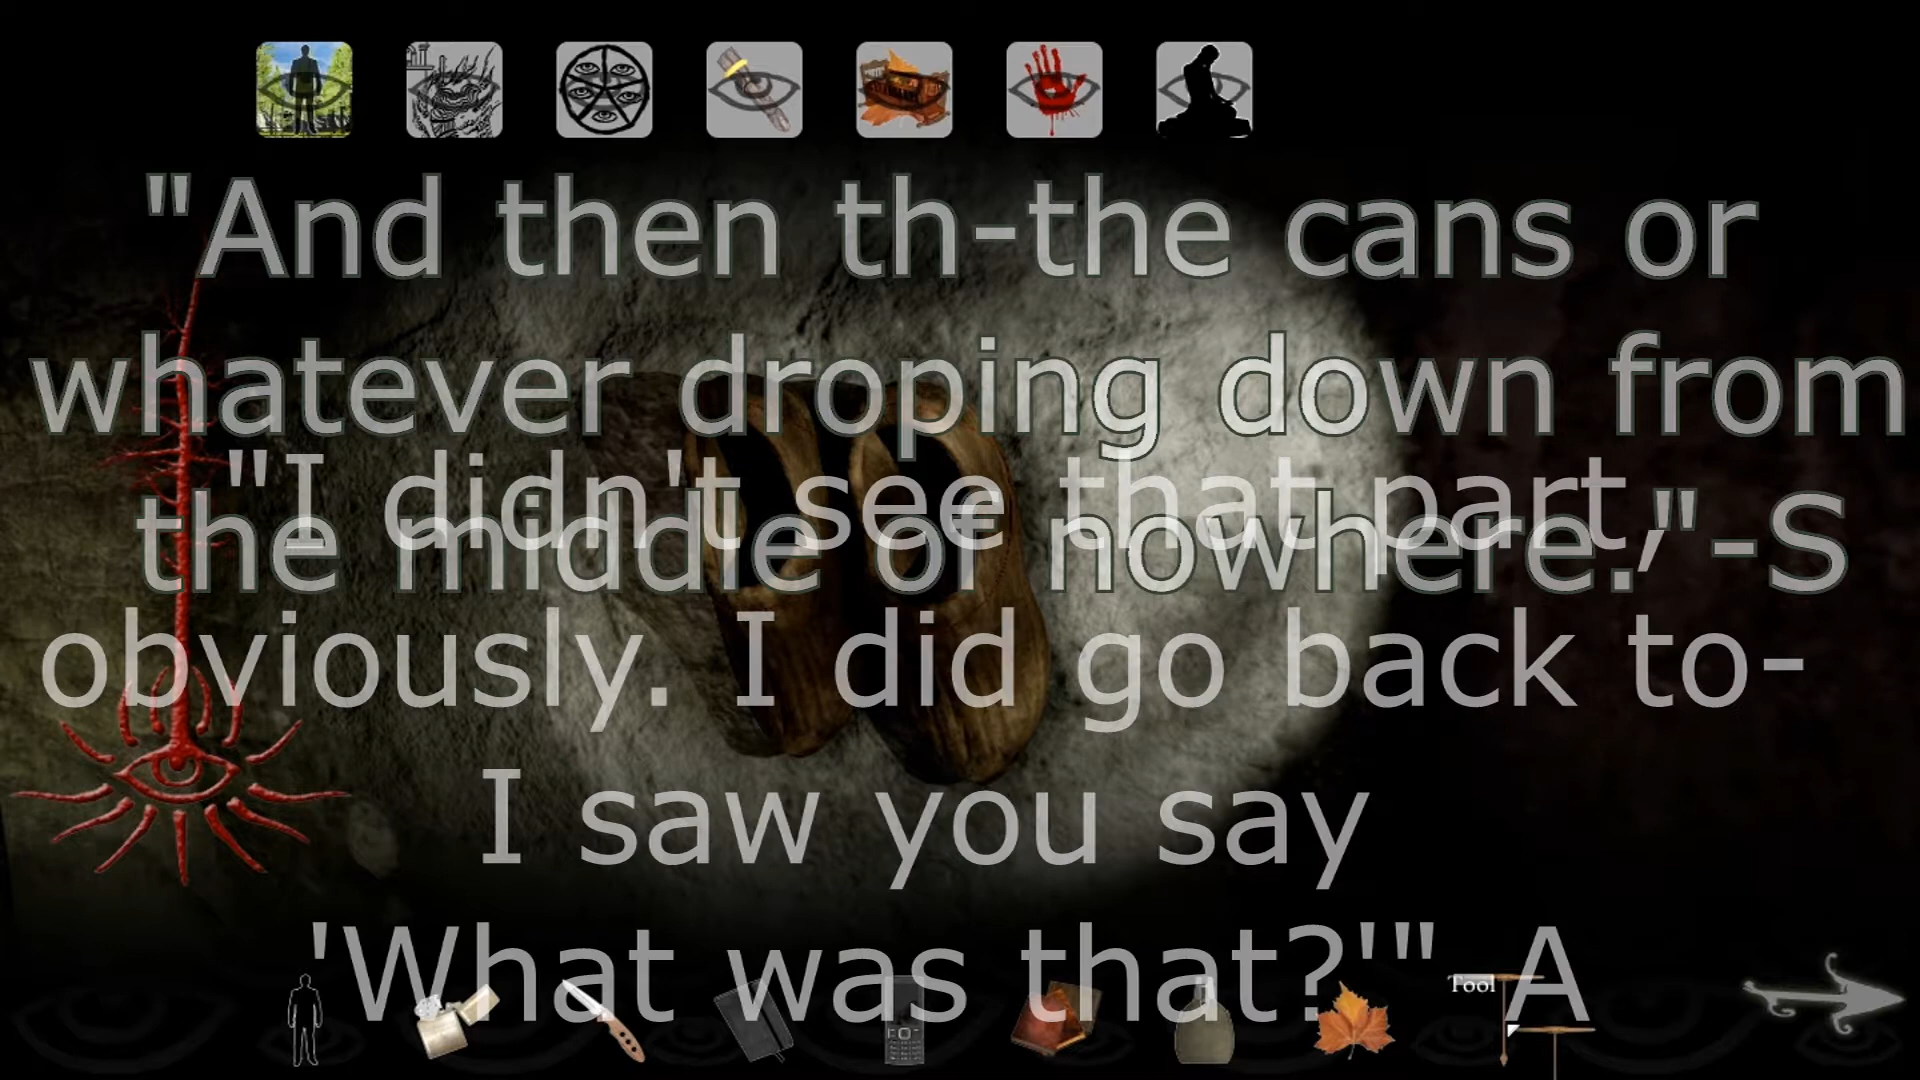 "And then th-the cans or
whatever droping down from
the middle of nowhere."-S
"I didn't see that part,
obviously. I did go back to-
I saw you say
'What was that?'"-A
Tool